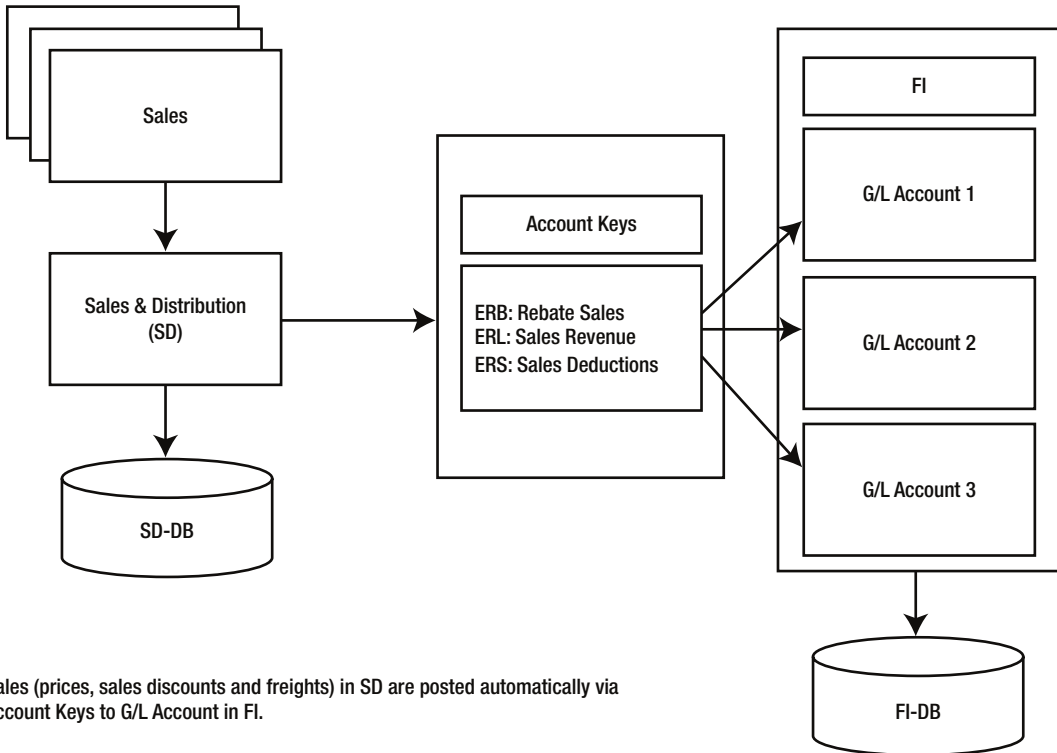 Sales
Sales & Distribution
(SD)
SD-DB
Account Keys
ERB: Rebate Sales
ERL: Sales Revenue
ERS: Sales Deductions
FI
G/L Account 1
G/L Account 2
G/L Account 3
FI-DB
ales (prices, sales discounts and freights) in SD are posted automatically via
ccount Keys to G/L Account in FI.